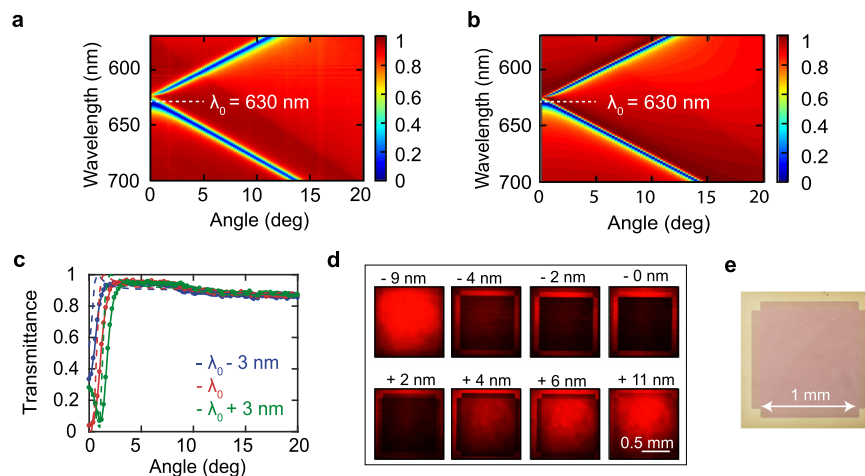 a
Wavelength (nm)
600
650
700
λ₀ = 630 nm
0
5
10
15
20
Angle (deg)
1
0.8
0.6
0.4
0.2
0
b
Wavelength (nm)
600
650
700
λ₀ = 630 nm
0
5
10
15
20
Angle (deg)
1
0.8
0.6
0.4
0.2
0
c
Transmittance
1
0.8
0.6
0.4
0.2
0
- λ₀ - 3 nm
- λ₀
- λ₀ + 3 nm
0
5
10
15
20
Angle (deg)
d
- 9 nm
- 4 nm
- 2 nm
- 0 nm
+ 2 nm
+ 4 nm
+ 6 nm
+ 11 nm
0.5 mm
e
1 mm